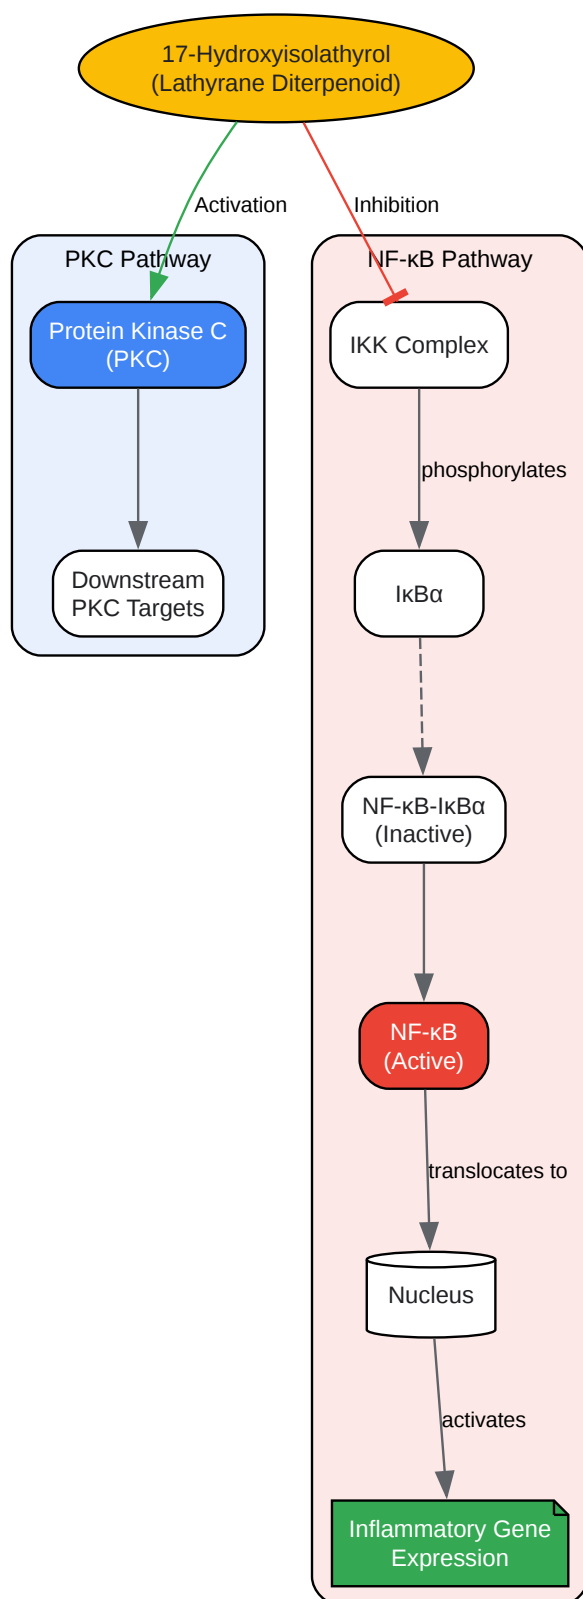 17-Hydroxyisolathyrol
(Lathyrane Diterpenoid)
Activation
Inhibition
PKC Pathway
NF-κB Pathway
Protein Kinase C
(PKC)
IKK Complex
phosphorylates
Downstream
PKC Targets
IκBα
NF-κB-IκBα
(Inactive)
NF-κB
(Active)
translocates to
Nucleus
activates
Inflammatory Gene
Expression